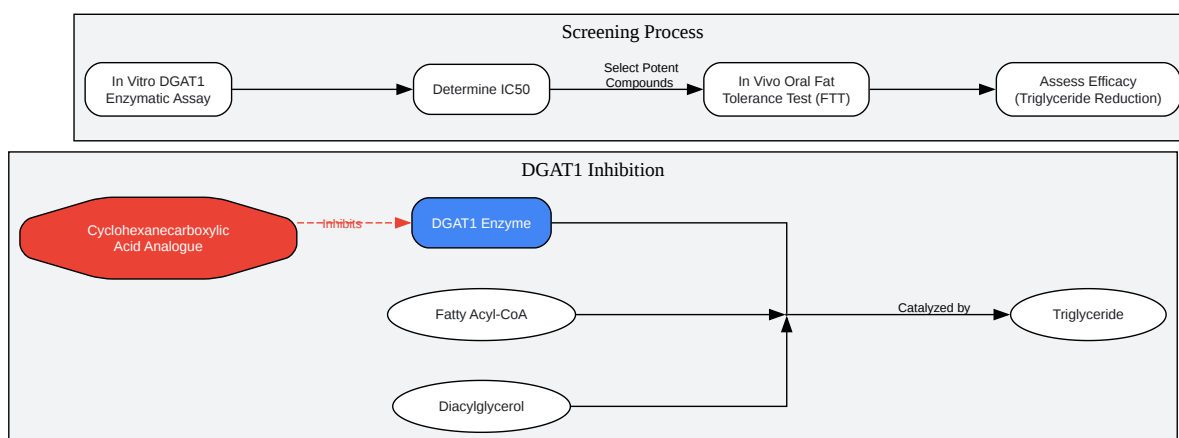 Screening Process
In Vitro DGAT1
Enzymatic Assay
Determine IC50
Select Potent
Compounds
In Vivo Oral Fat
Tolerance Test (FTT)
Assess Efficacy
(Triglyceride Reduction)
DGAT1 Inhibition
Cyclohexanecarboxylic
Acid Analogue
Inhibits
DGAT1 Enzyme
Fatty Acyl-CoA
Catalyzed by
Triglyceride
Diacylglycerol